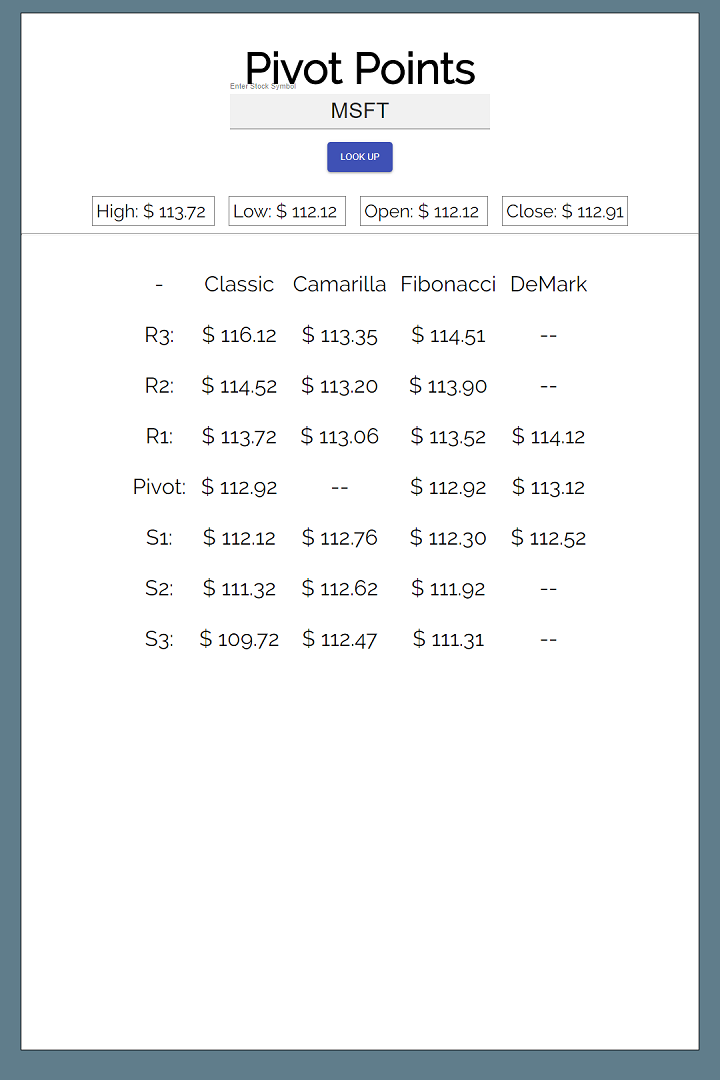 Pivot Points
Enter Stock Symbol
MSFT
LOOK UP
High: $ 113.72 Low: $ 112.12 Open: $ 112.12 Close: $ 112.91
- Classic Camarilla Fibonacci DeMark
R3: $ 116.12 $ 113.35 $ 114.51 --
R2: $ 114.52 $ 113.20 $ 113.90 --
R1: $ 113.72 $ 113.06 $ 113.52 $ 114.12
Pivot: $ 112.92 -- $ 112.92 $ 113.12
S1: $ 112.12 $ 112.76 $ 112.30 $ 112.52
S2: $ 111.32 $ 112.62 $ 111.92 --
S3: $ 109.72 $ 112.47 $ 111.31 --